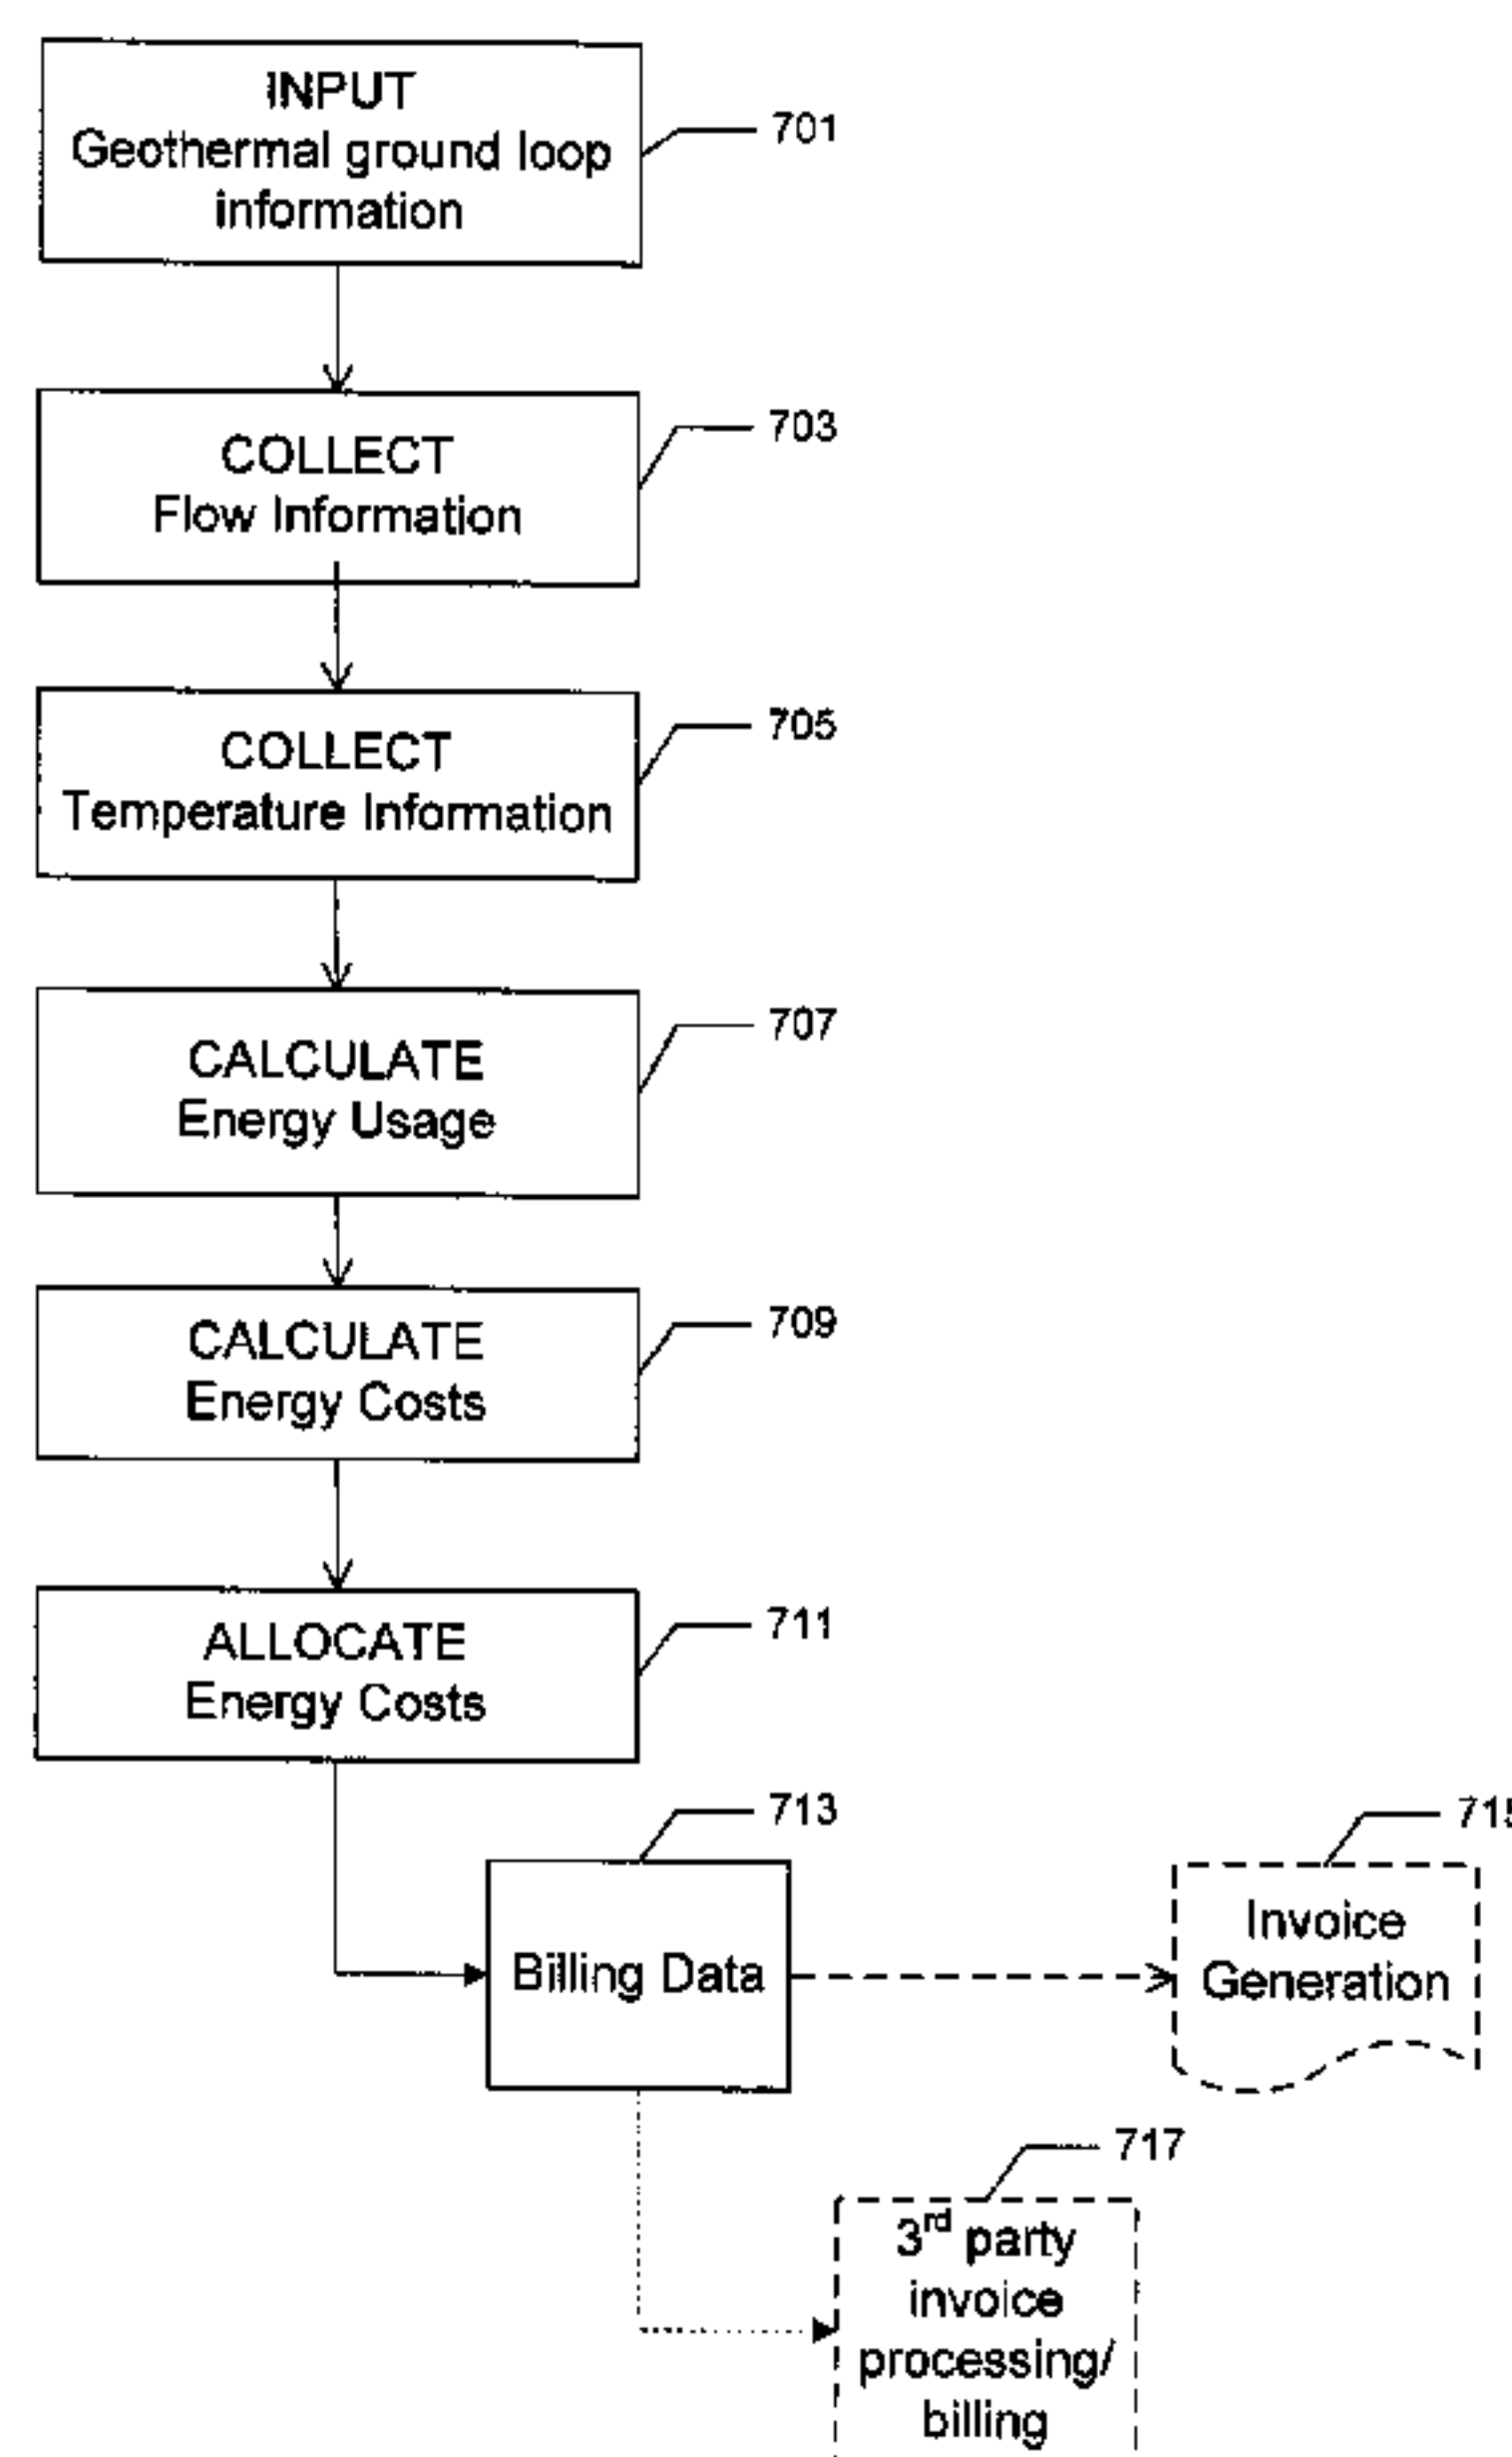 INPUT
Geothermal ground loop
information
701
COLLECT
Flow Information
703
COLLECT
Temperature Information
705
CALCULATE
Energy Usage
707
CALCULATE
Energy Costs
709
ALLOCATE
Energy Costs
711
713
Billing Data
715
Invoice
Generation
717
3rd party
invoice
processing/
billing